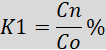 K1 = Cn/Co %